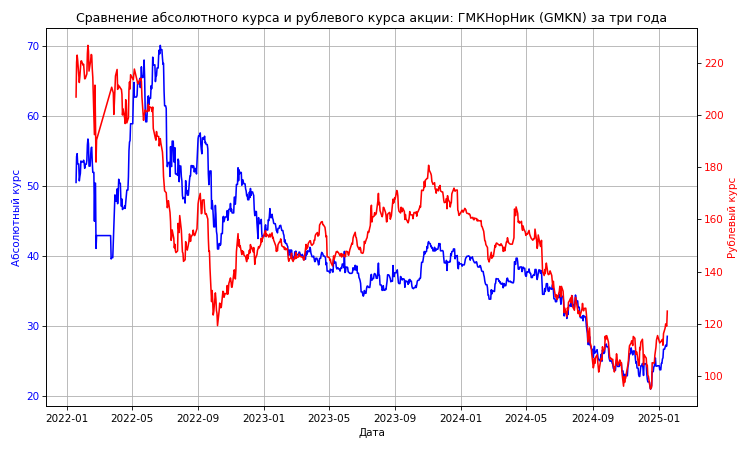 Сравнение абсолютного курса и рублевого курса акции: ГМКНорНик (GMKN) за три года
70
60
50
40
30
20
Абсолютный курс
220
200
180
160
140
120
100
Рублевый курс
2022-01 2022-05 2022-09 2023-01 2023-05 2023-09 2024-01 2024-05 2024-09 2025-01
Дата